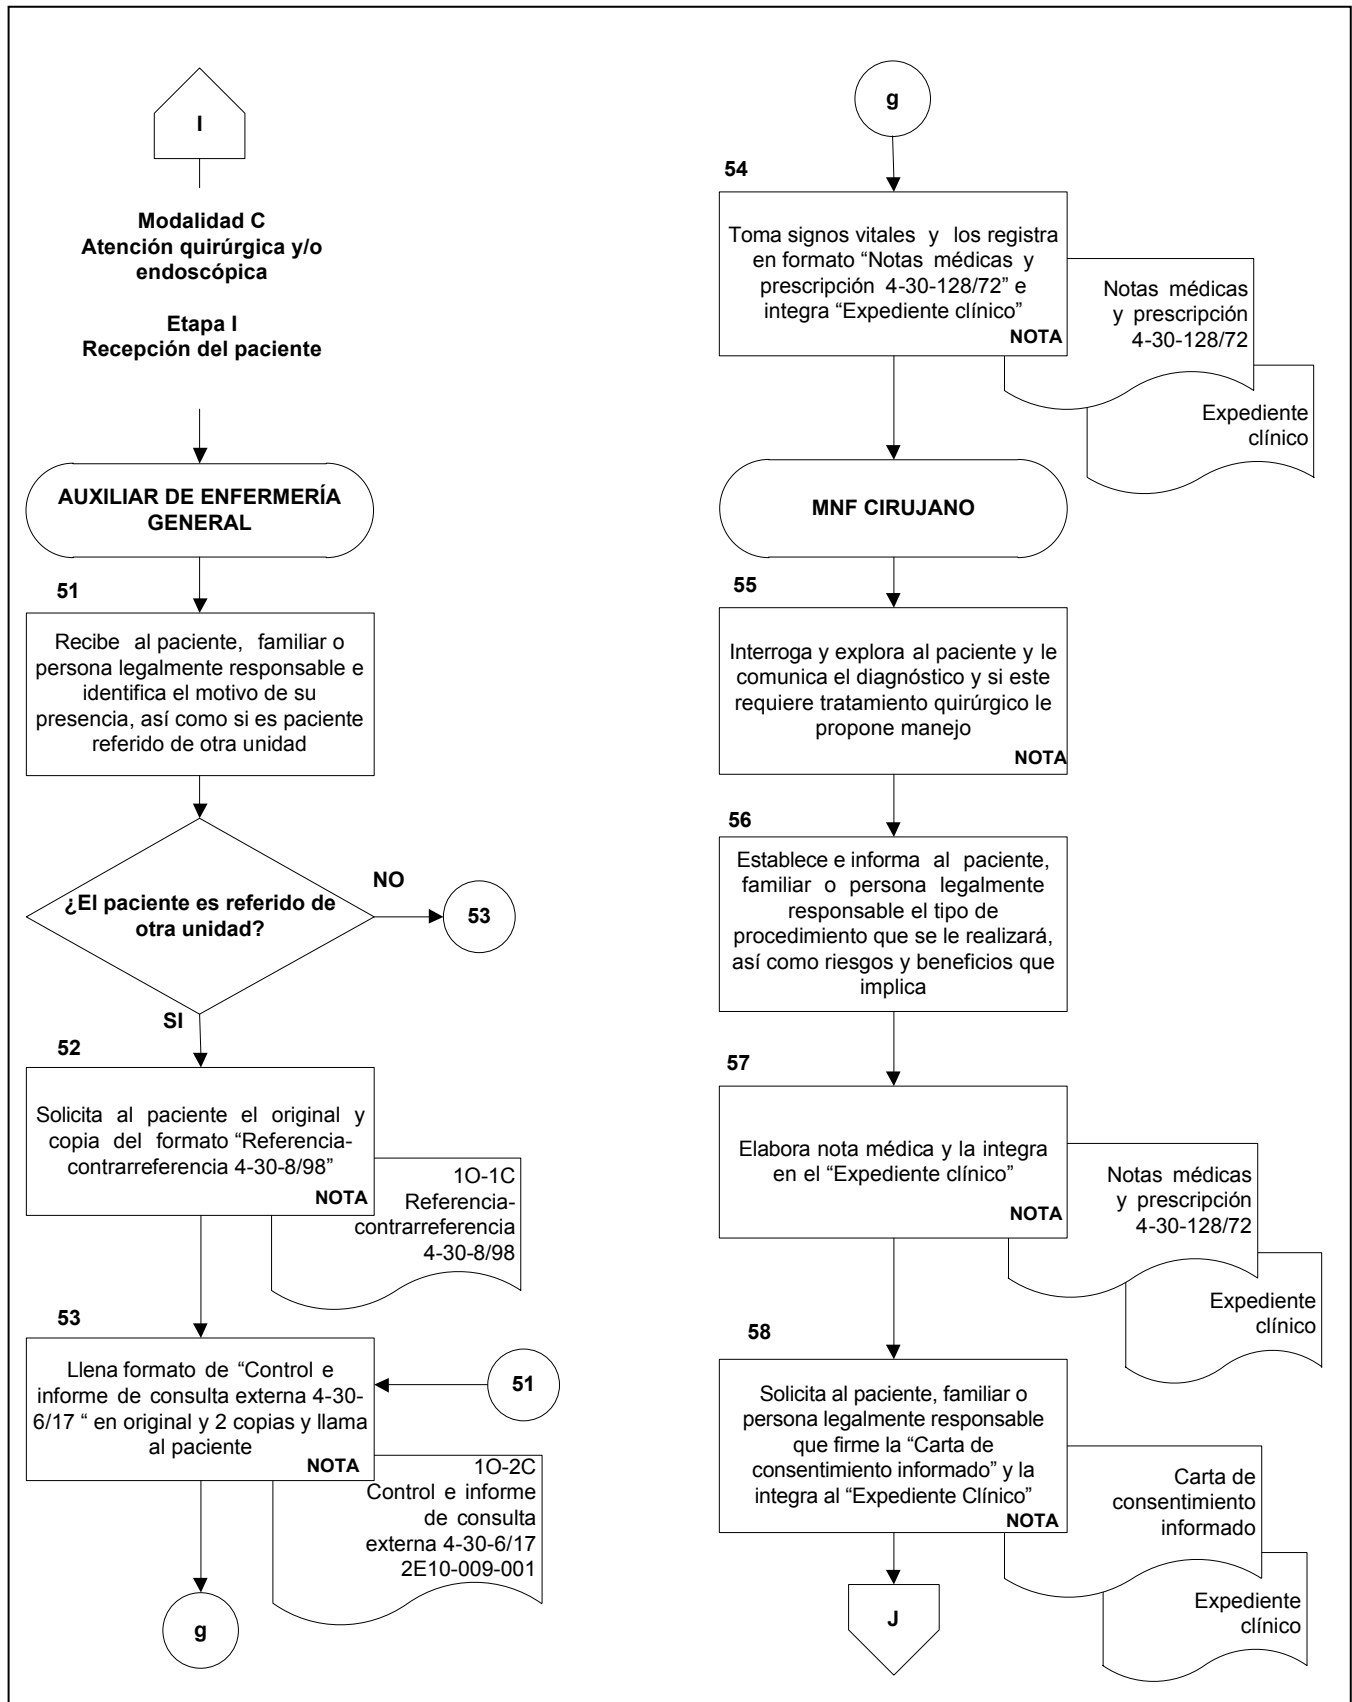 I
Modalidad C
Atención quirúrgica y/o
endoscópica
Etapa I
Recepción del paciente
AUXILIAR DE ENFERMERÍA
GENERAL
51
Recibe al paciente, familiar o
persona legalmente responsable e
identifica el motivo de su
presencia, así como si es paciente
referido de otra unidad
¿El paciente es referido de
otra unidad?
NO
53
SI
52
Solicita al paciente el original y
copia del formato “Referencia-
contrarreferencia 4-30-8/98”
NOTA
1O-1C
Referencia-
contrarreferencia
4-30-8/98
53
Llena formato de “Control e
informe de consulta externa 4-30-
6/17 “ en original y 2 copias y llama
al paciente
NOTA
51
1O-2C
Control e informe
de consulta
externa 4-30-6/17
2E10-009-001
g
g
54
Toma signos vitales y los registra
en formato “Notas médicas y
prescripción 4-30-128/72” e
integra “Expediente clínico”
NOTA
Notas médicas
y prescripción
4-30-128/72
Expediente
clínico
MNF CIRUJANO
55
Interroga y explora al paciente y le
comunica el diagnóstico y si este
requiere tratamiento quirúrgico le
propone manejo
NOTA
56
Establece e informa al paciente,
familiar o persona legalmente
responsable el tipo de
procedimiento que se le realizará,
así como riesgos y beneficios que
implica
57
Elabora nota médica y la integra
en el “Expediente clínico”
NOTA
Notas médicas
y prescripción
4-30-128/72
Expediente
clínico
58
Solicita al paciente, familiar o
persona legalmente responsable
que firme la “Carta de
consentimiento informado” y la
integra al “Expediente Clínico”
NOTA
Carta de
consentimiento
informado
Expediente
clínico
J